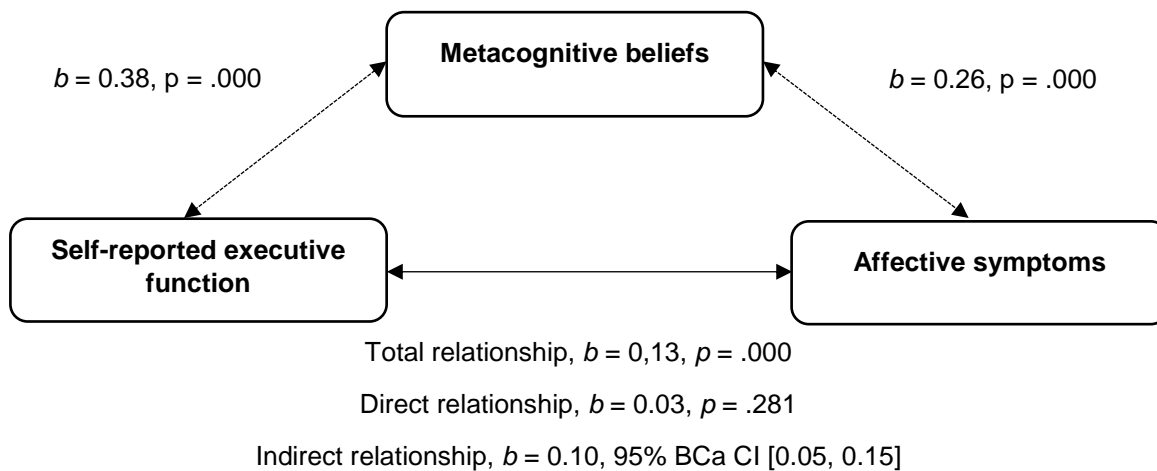 Metacognitive beliefs
b = 0.38, p = .000
b = 0.26, p = .000
Self-reported executive
function
Affective symptoms
Total relationship, b = 0,13, p = .000
Direct relationship, b = 0.03, p = .281
Indirect relationship, b = 0.10, 95% BCa CI [0.05, 0.15]